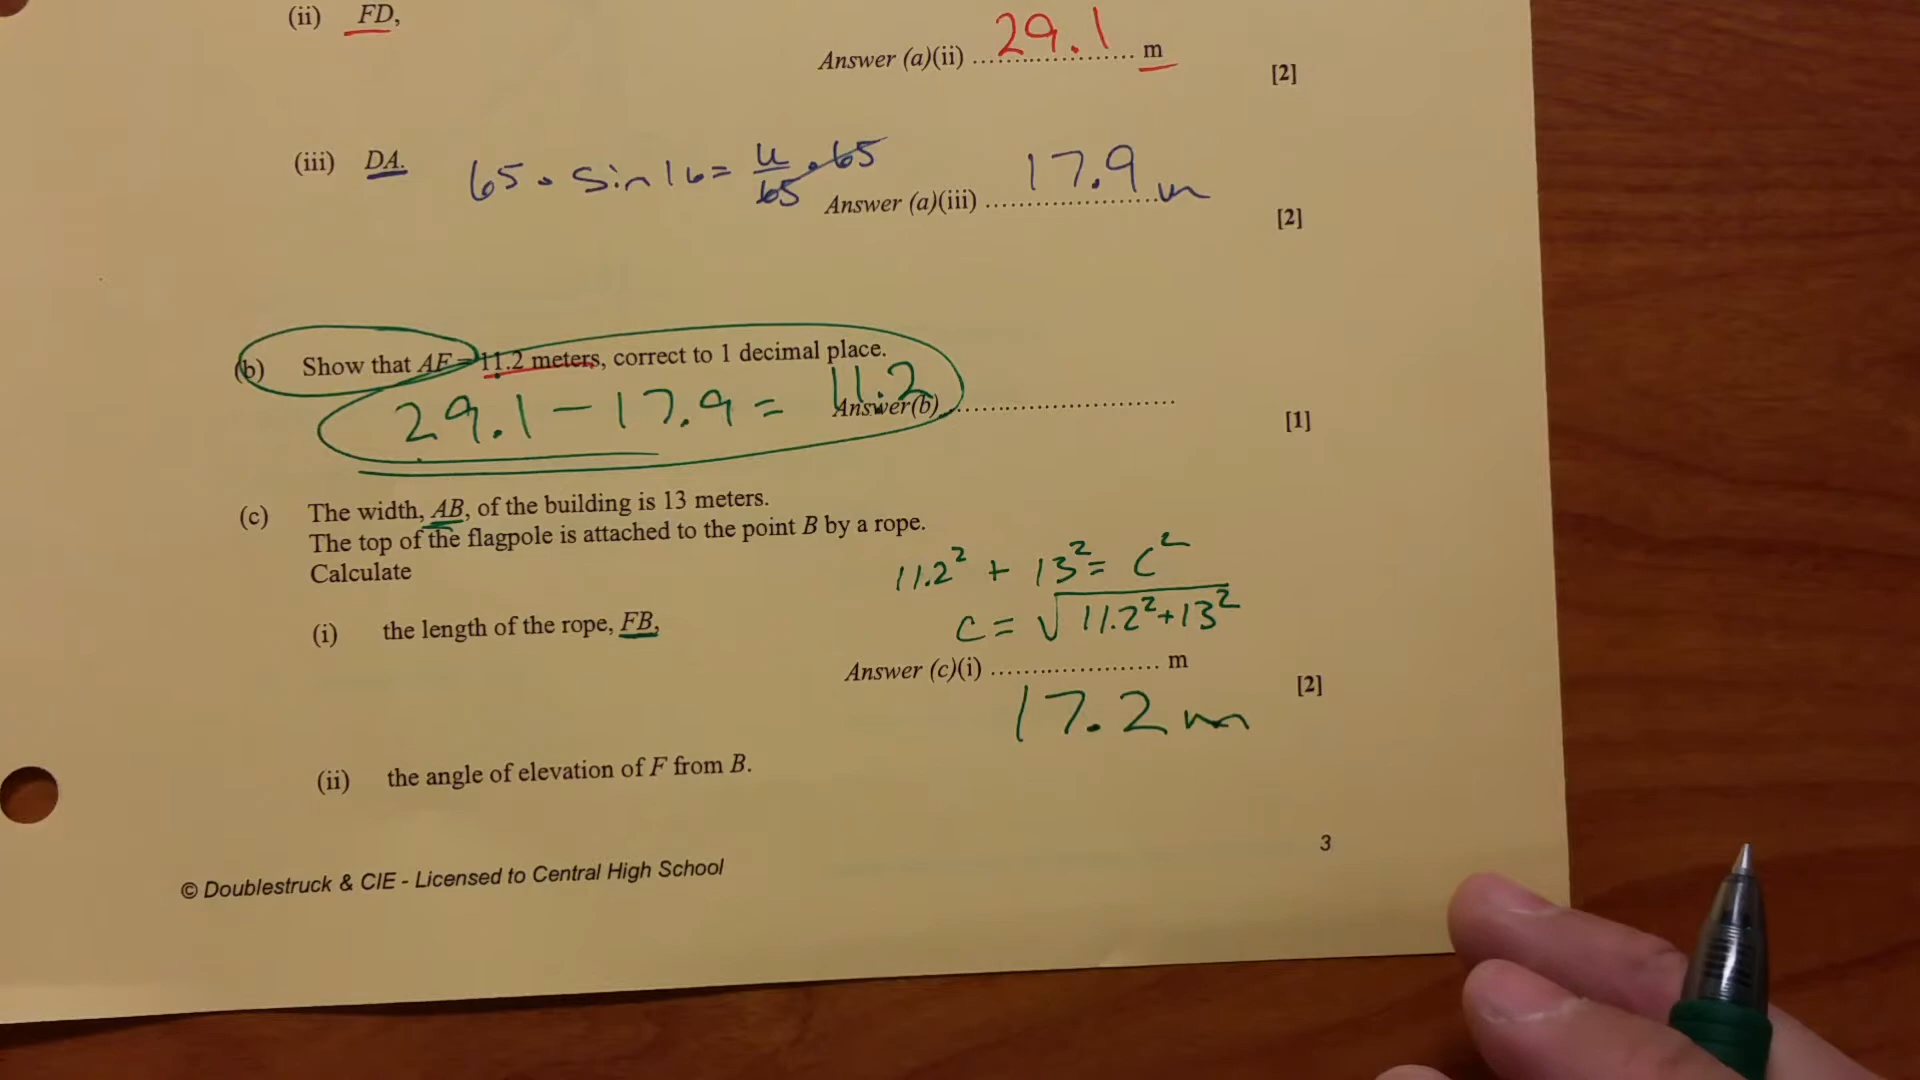 (ii) FD,
29.1
Answer (a)(ii) ........................ m
[2]
(iii) DA. 65 · sin 16 = u/65 · 65
17.9 m
Answer (a)(iii) ........................
[2]
(b) Show that AF = 11.2 meters, correct to 1 decimal place.
29.1 - 17.9 = 11.2
Answer(b) ................................
[1]
(c) The width, AB, of the building is 13 meters.
The top of the flagpole is attached to the point B by a rope.
Calculate
11.2² + 13² = c²
(i) the length of the rope, FB,
c = √11.2²+13²
Answer (c)(i) ........................ m
[2]
17.2 m
(ii) the angle of elevation of F from B.
3
© Doublestruck & CIE - Licensed to Central High School